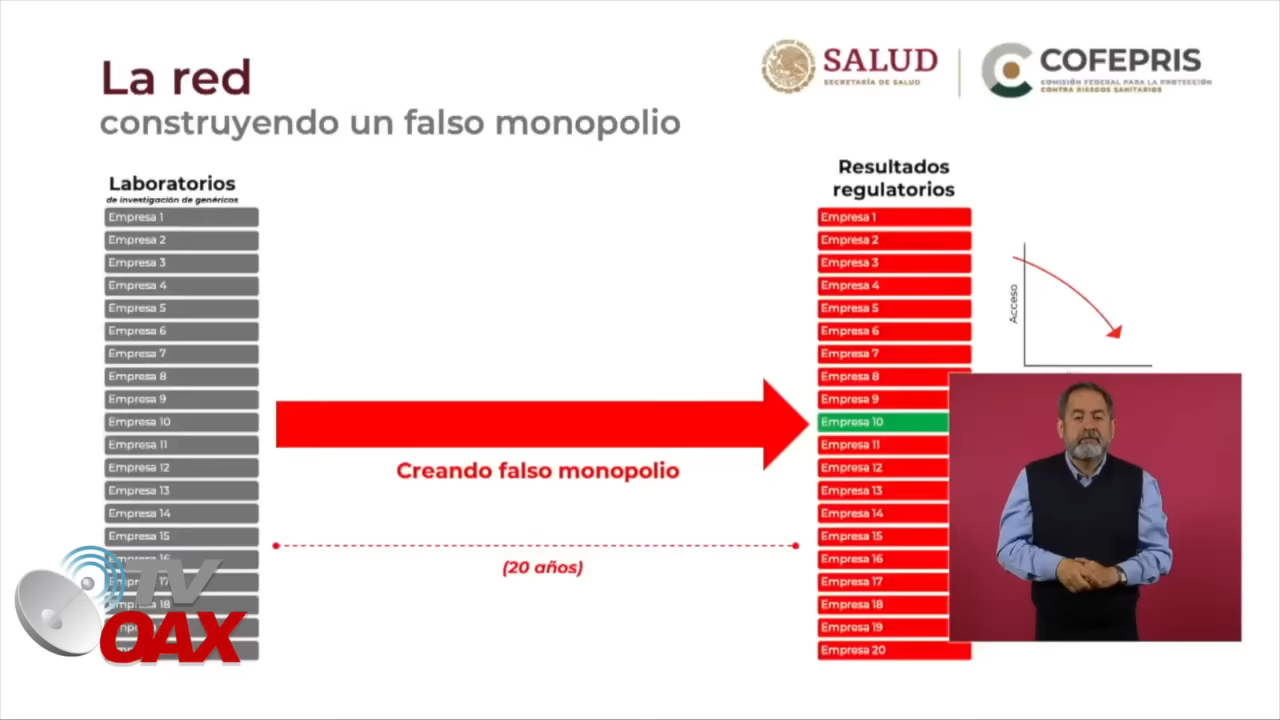 La red
construyendo un falso monopolio
SALUD
SECRETARÍA DE SALUD
COFEPRIS
COMISIÓN FEDERAL PARA LA PROTECCIÓN
CONTRA RIESGOS SANITARIOS
Laboratorios
de investigación de genéricos
Empresa 1
Empresa 2
Empresa 3
Empresa 4
Empresa 5
Empresa 6
Empresa 7
Empresa 8
Empresa 9
Empresa 10
Empresa 11
Empresa 12
Empresa 13
Empresa 14
Empresa 15
Creando falso monopolio
(20 años)
Resultados
regulatorios
Empresa 1
Empresa 2
Empresa 3
Empresa 4
Empresa 5
Empresa 6
Empresa 7
Empresa 8
Empresa 9
Empresa 10
Empresa 11
Empresa 12
Empresa 13
Empresa 14
Empresa 15
Empresa 16
Empresa 17
Empresa 18
Empresa 19
Empresa 20
Acceso
TV
OAX